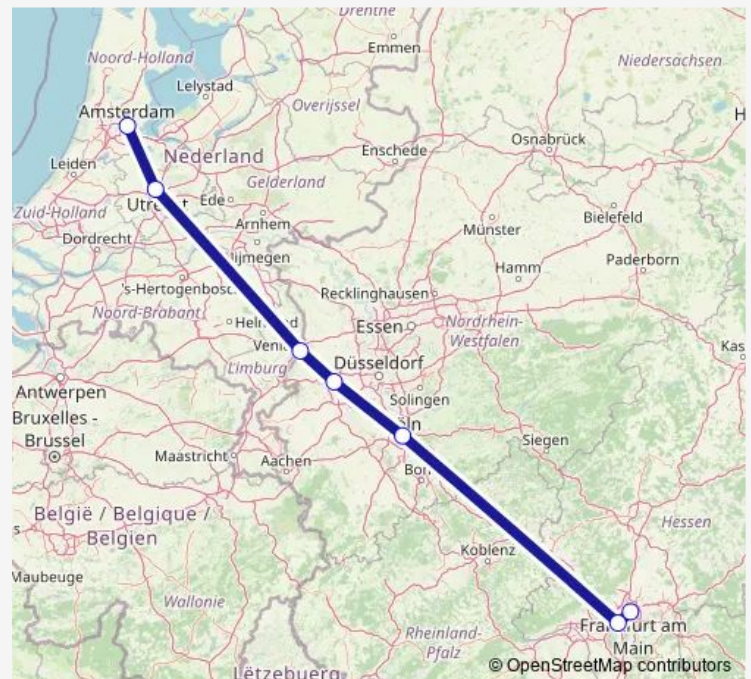 Drenthe
Emmen
Noord-Holland
Niedersachsen
Lelystad
Amsterdam
Overijssel
H
Osnabrück
Enschede
Nederland
Leiden
Gelderland
Ede
Zuid-Holland
Arnhem
Bielefeld
Münster
Dordrecht
Paderborn
Hamm
Recklinghausen
Noord-Brabant
Essen
Nordrhein-
Westfalen
Kas
Düsseldorf
Limburg
Antwerpen
Solingen
Bruxelles -
Brussel
Siegen
Maastricht
Aachen
België / Belgique /
Belgien
Hessen
Koblenz
Maubeuge
Wallonie
Rheinland-
Pfalz
Main
Lëtzebuerg
© OpenStreetMap contributors